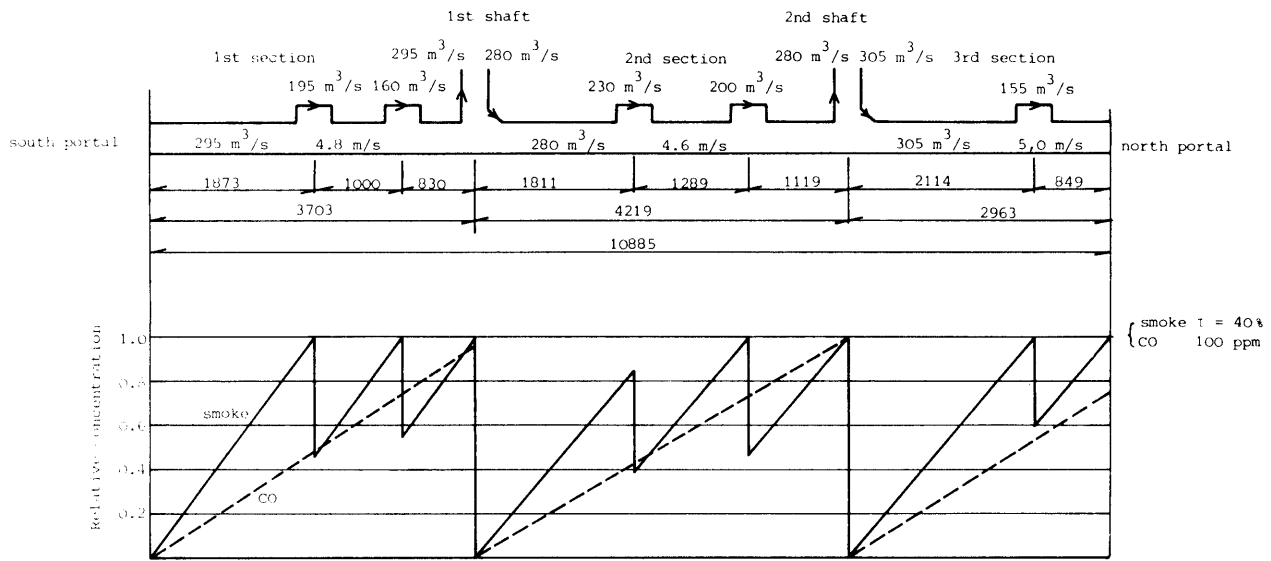 1st shaft
2nd shaft
295 m³/s 280 m³/s
280 m³/s 305 m³/s
1st section
2nd section
3rd section
195 m³/s 160 m³/s
230 m³/s
200 m³/s
155 m³/s
south portal
295 m³/s 4.8 m/s
280 m³/s 4.6 m/s
305 m³/s 5,0 m/s
north portal
1873
1000
830
1811
1289
1119
2114
849
3703
4219
2963
10885
Relative concentration
1.0
0.8
0.6
0.4
0.2
smoke
CO
smoke τ = 40%
CO 100 ppm